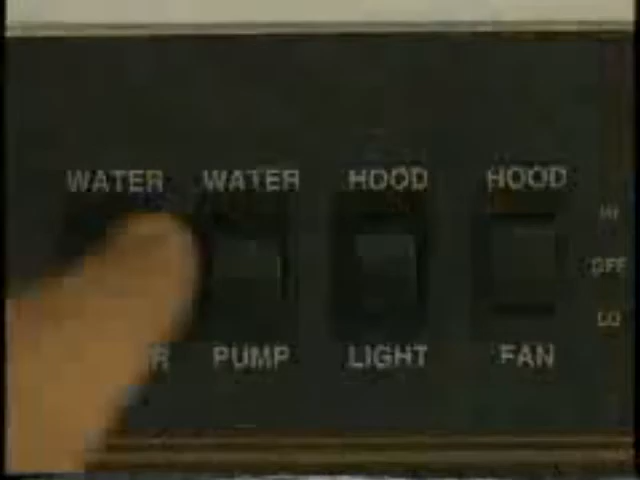 WATER WATER HOOD HOOD
HI
OFF
LO
PUMP LIGHT FAN